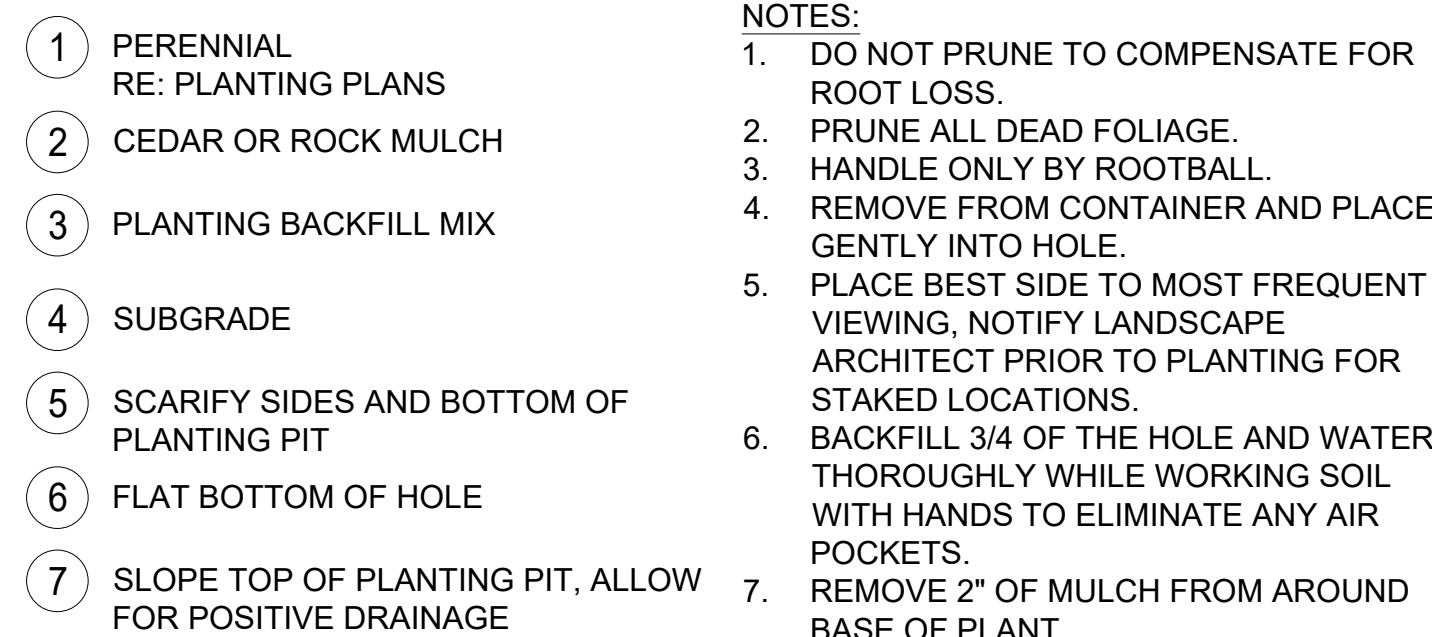 1 PERENNIAL
RE: PLANTING PLANS
2 CEDAR OR ROCK MULCH
3 PLANTING BACKFILL MIX
4 SUBGRADE
5 SCARIFY SIDES AND BOTTOM OF
PLANTING PIT
6 FLAT BOTTOM OF HOLE
7 SLOPE TOP OF PLANTING PIT, ALLOW
FOR POSITIVE DRAINAGE
NOTES:
1. DO NOT PRUNE TO COMPENSATE FOR
ROOT LOSS.
2. PRUNE ALL DEAD FOLIAGE.
3. HANDLE ONLY BY ROOTBALL.
4. REMOVE FROM CONTAINER AND PLACE
GENTLY INTO HOLE.
5. PLACE BEST SIDE TO MOST FREQUENT
VIEWING, NOTIFY LANDSCAPE
ARCHITECT PRIOR TO PLANTING FOR
STAKED LOCATIONS.
6. BACKFILL 3/4 OF THE HOLE AND WATER
THOROUGHLY WHILE WORKING SOIL
WITH HANDS TO ELIMINATE ANY AIR
POCKETS.
7. REMOVE 2" OF MULCH FROM AROUND
BASE OF PLANT